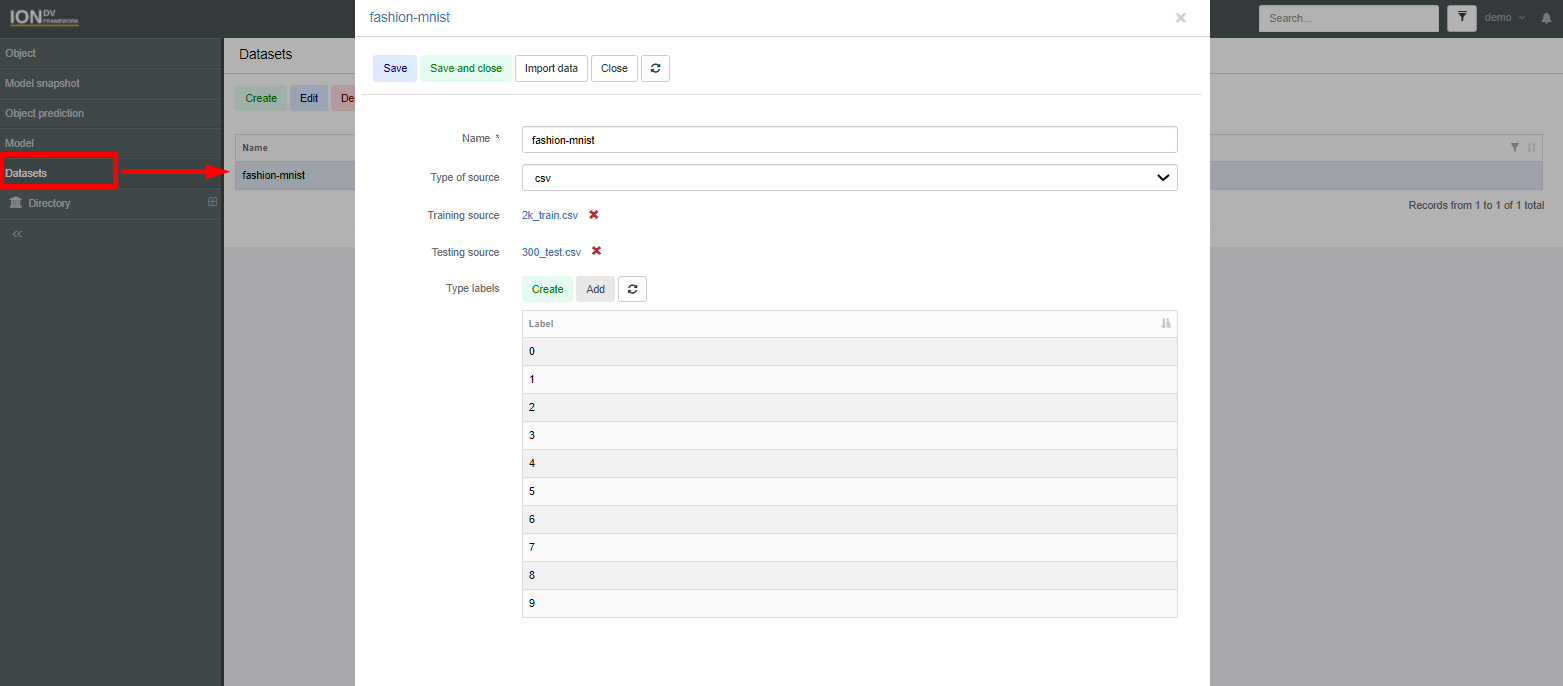 ION DV FRAMEWORK
Search...
demo
Object
Model snapshot
Object prediction
Model
Datasets
Directory
Datasets
Create Edit De
Name
fashion-mnist
Records from 1 to 1 of 1 total
fashion-mnist
Save Save and close Import data Close
Name * fashion-mnist
Type of source csv
Training source 2k_train.csv
Testing source 300_test.csv
Type labels Create Add
Label
0
1
2
3
4
5
6
7
8
9